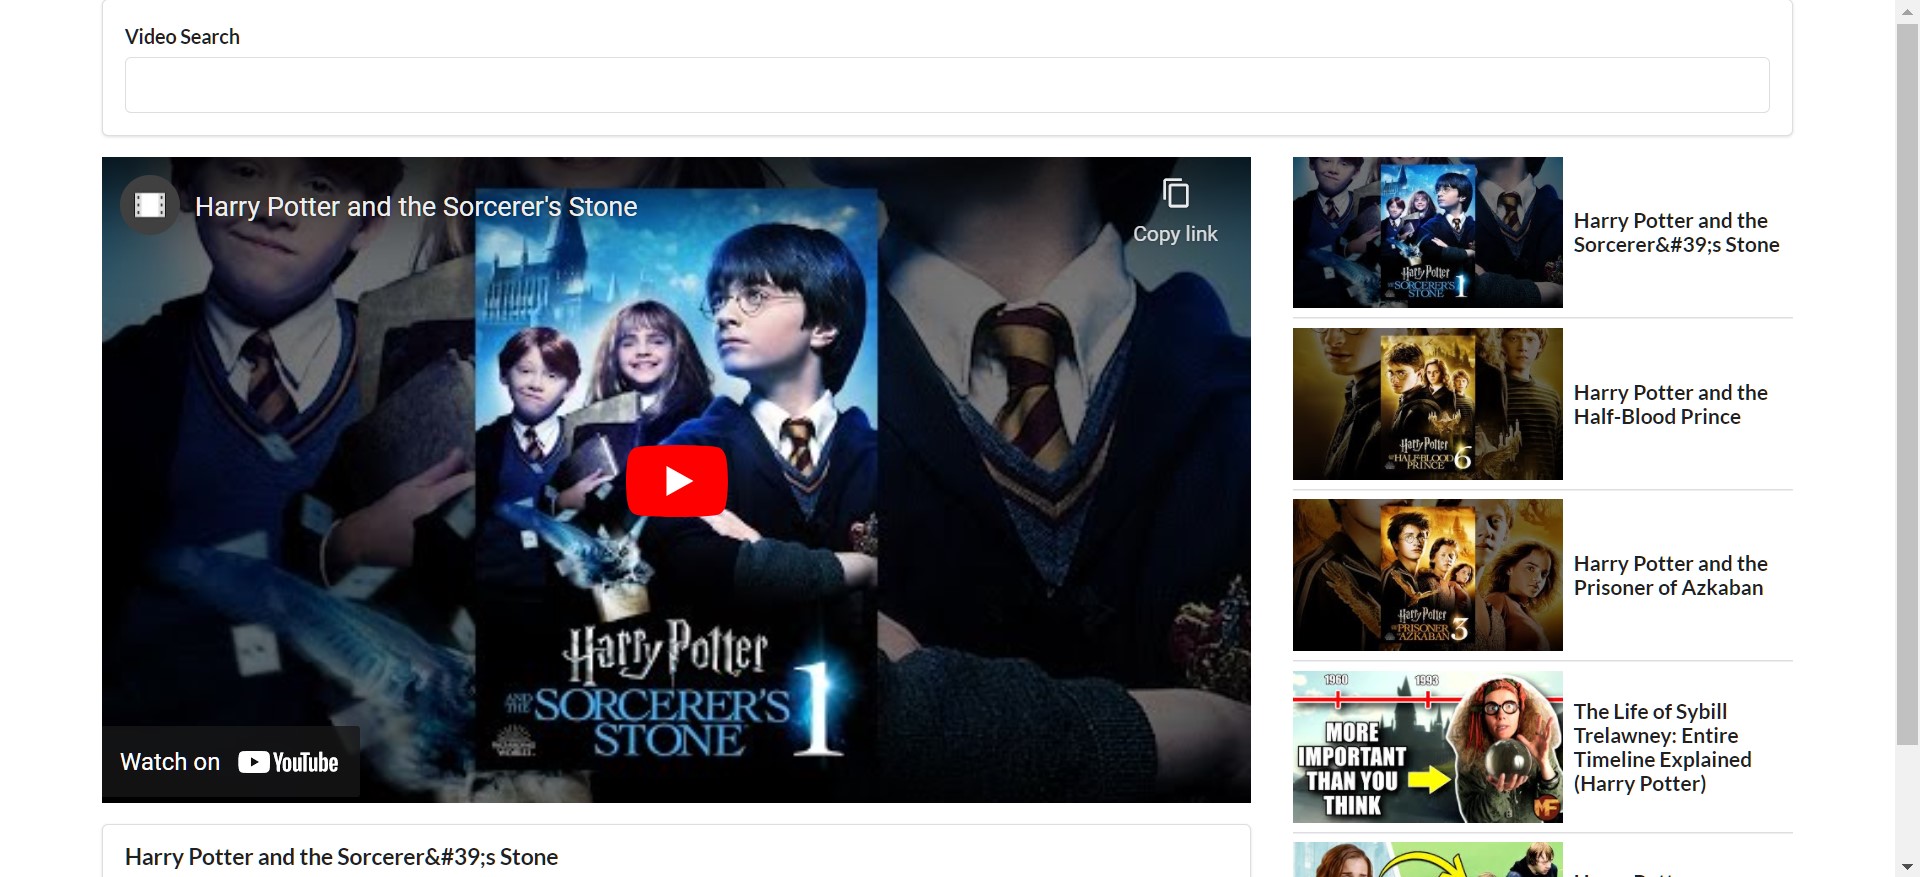 Video Search
Harry Potter and the Sorcerer's Stone
Copy link
Harry Potter
AND THE
SORCERER'S
STONE
1
Watch on YouTube
Harry Potter and the Sorcerer&#39;s Stone
Harry Potter
SORCERER'S
STONE
1
Harry Potter and the
Sorcerer&#39;s Stone
Harry Potter
HALF-BLOOD
PRINCE
6
Harry Potter and the
Half-Blood Prince
Harry Potter
PRISONER
AZKABAN
3
Harry Potter and the
Prisoner of Azkaban
1960
1993
MORE
IMPORTANT
THAN YOU
THINK
MF
The Life of Sybill
Trelawney: Entire
Timeline Explained
(Harry Potter)